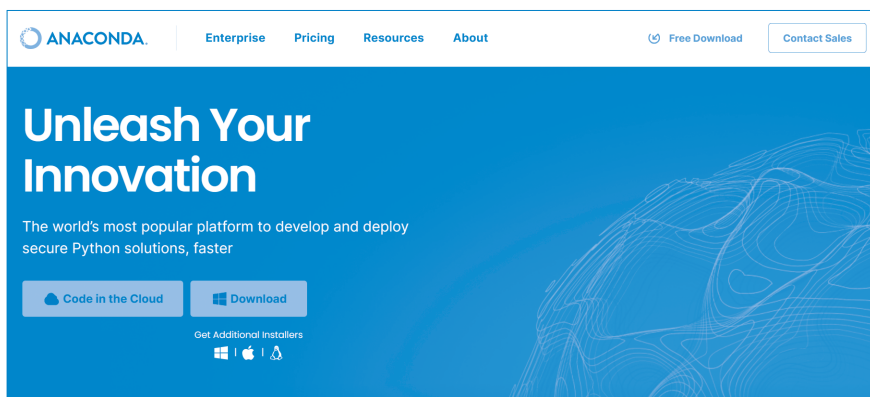 ANACONDA.
Enterprise Pricing Resources About
Free Download
Contact Sales
Unleash Your
Innovation
The world's most popular platform to develop and deploy
secure Python solutions, faster
Code in the Cloud
Download
Get Additional Installers
| |